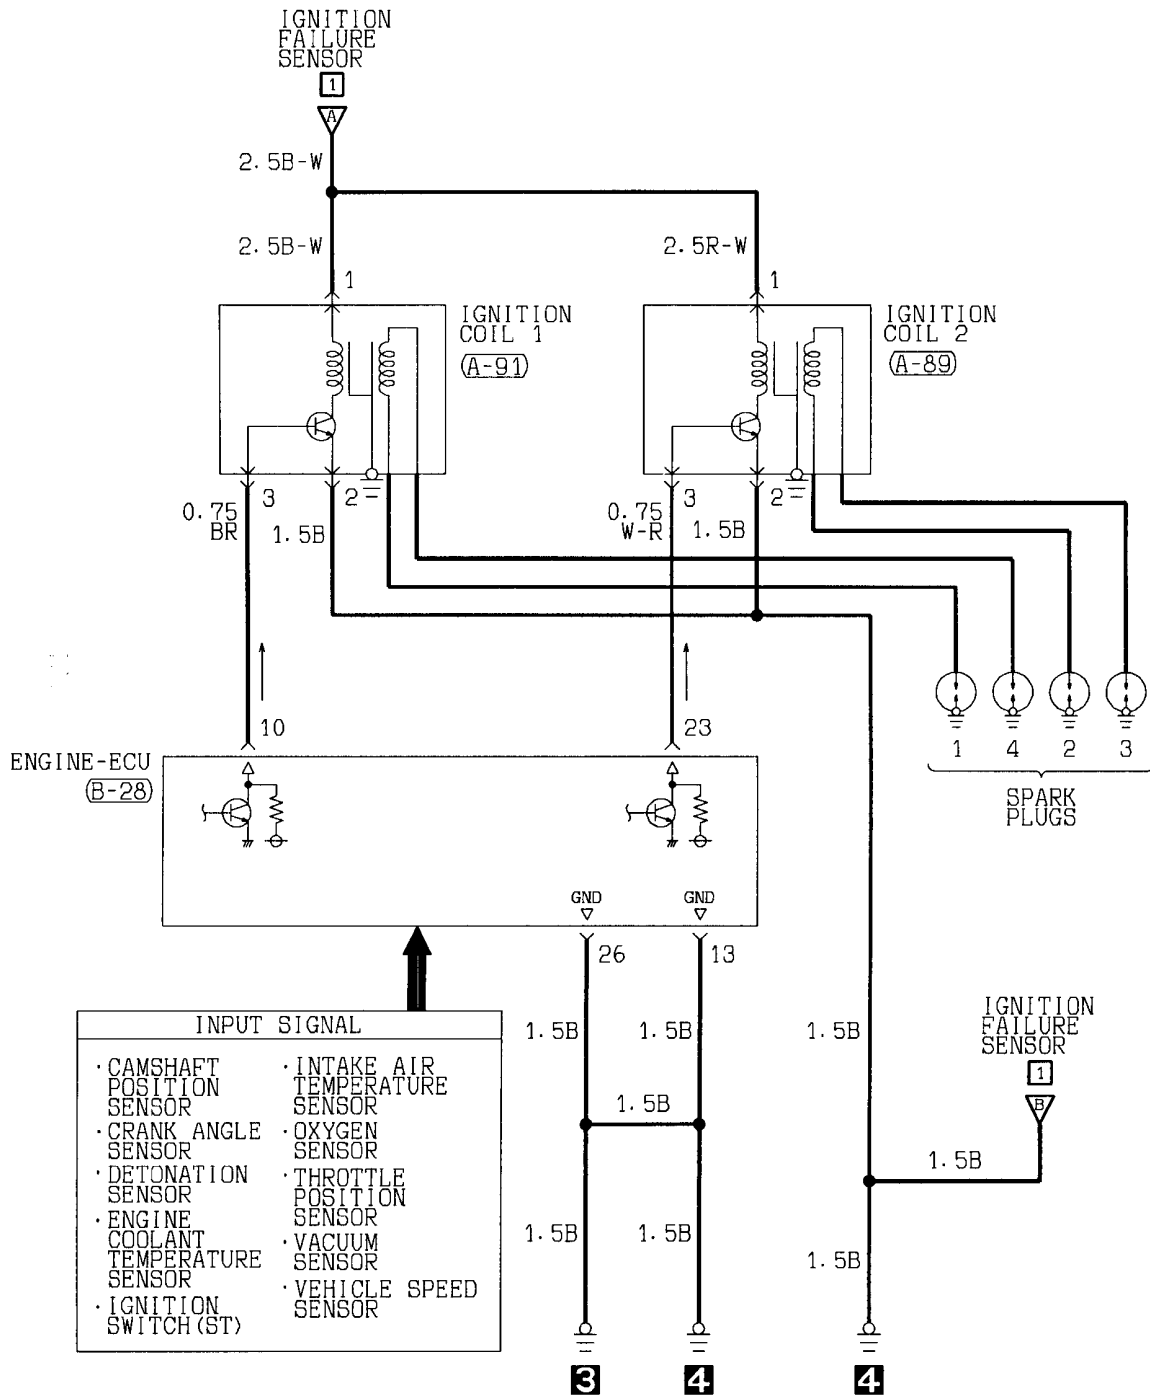 IGNITION
FAILURE
SENSOR
1
A
2.5B-W
2.5B-W
2.5R-W
1
1
IGNITION
COIL 1
A-91
IGNITION
COIL 2
A-89
3
2
3
2
0.75
BR
1.5B
0.75
W-R
1.5B
10
23
ENGINE-ECU
B-28
1
4
2
3
SPARK
PLUGS
GND
GND
26
13
INPUT SIGNAL
·CAMSHAFT
POSITION
SENSOR
·CRANK ANGLE
SENSOR
·DETONATION
SENSOR
·ENGINE
COOLANT
TEMPERATURE
SENSOR
·IGNITION
SWITCH(ST)
·INTAKE AIR
TEMPERATURE
SENSOR
·OXYGEN
SENSOR
·THROTTLE
POSITION
SENSOR
·VACUUM
SENSOR
·VEHICLE SPEED
SENSOR
1.5B
1.5B
1.5B
IGNITION
FAILURE
SENSOR
1
B
1.5B
1.5B
1.5B
1.5B
1.5B
3
4
4